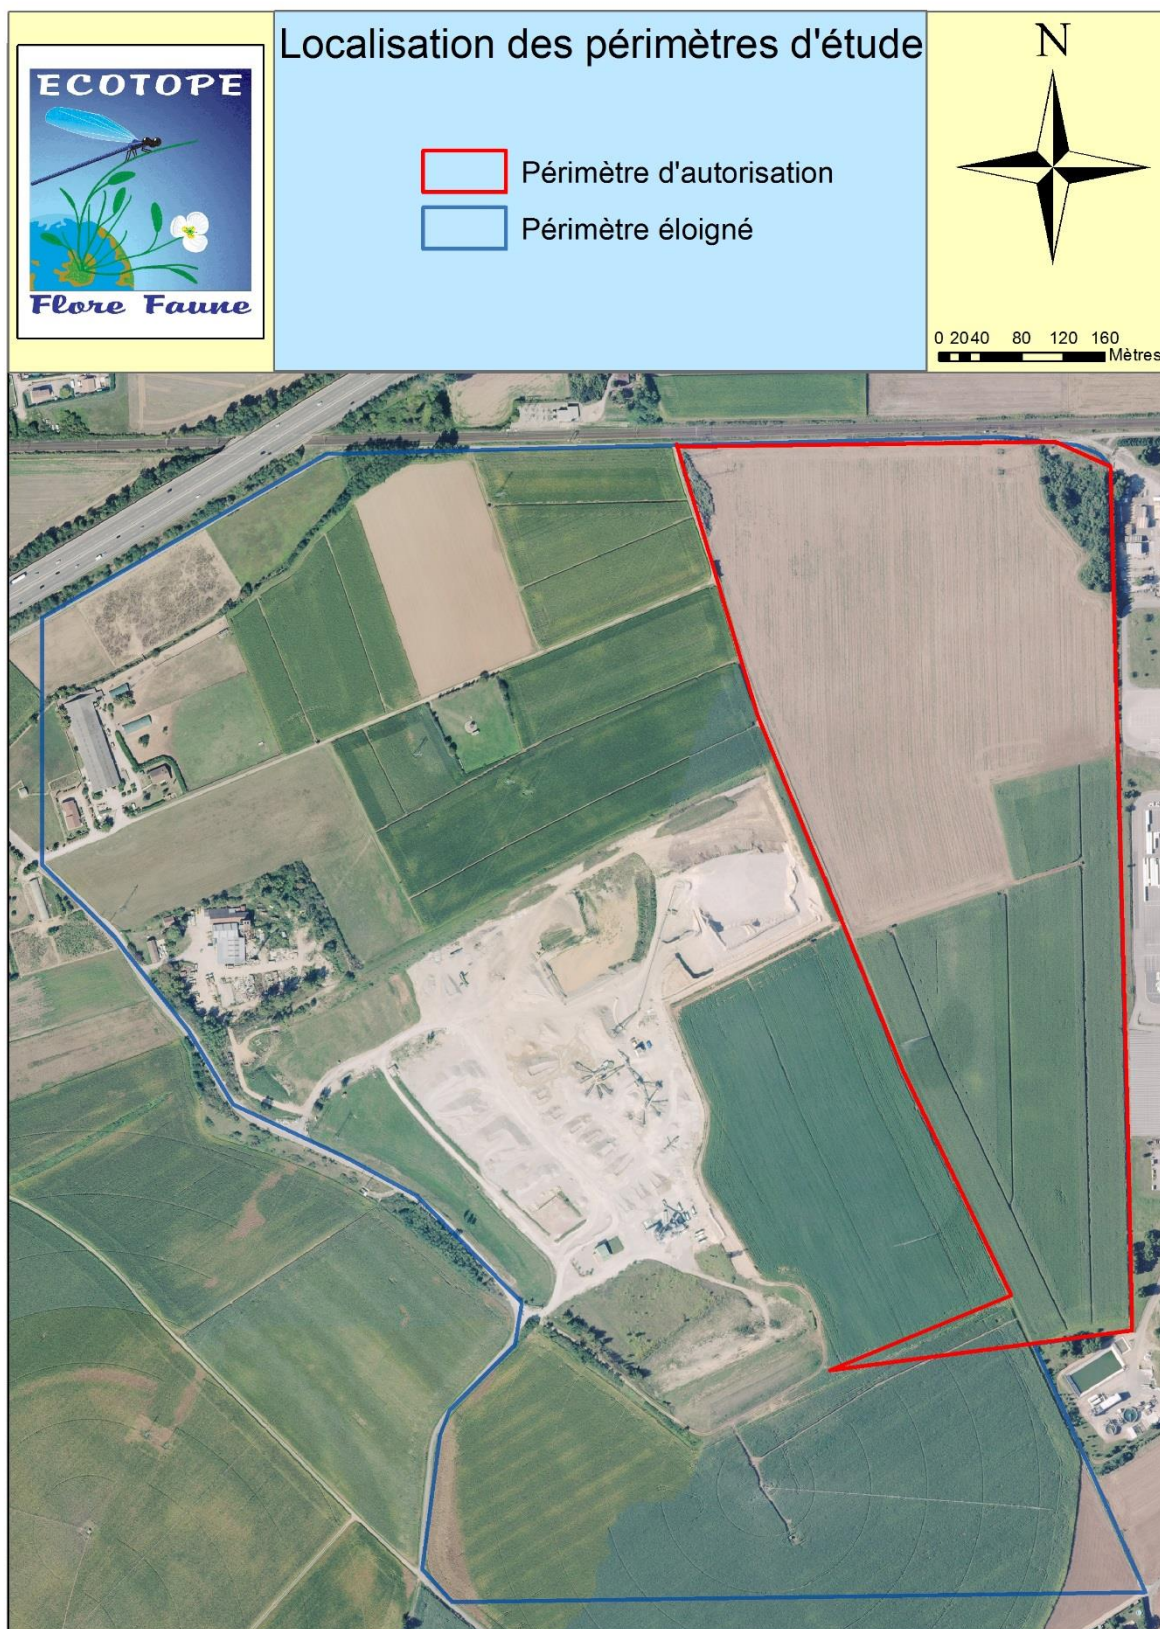 ECOTOPE
Flore Faune
Localisation des périmètres d'étude
Périmètre d'autorisation
Périmètre éloigné
N
0 20 40 80 120 160
Mètres